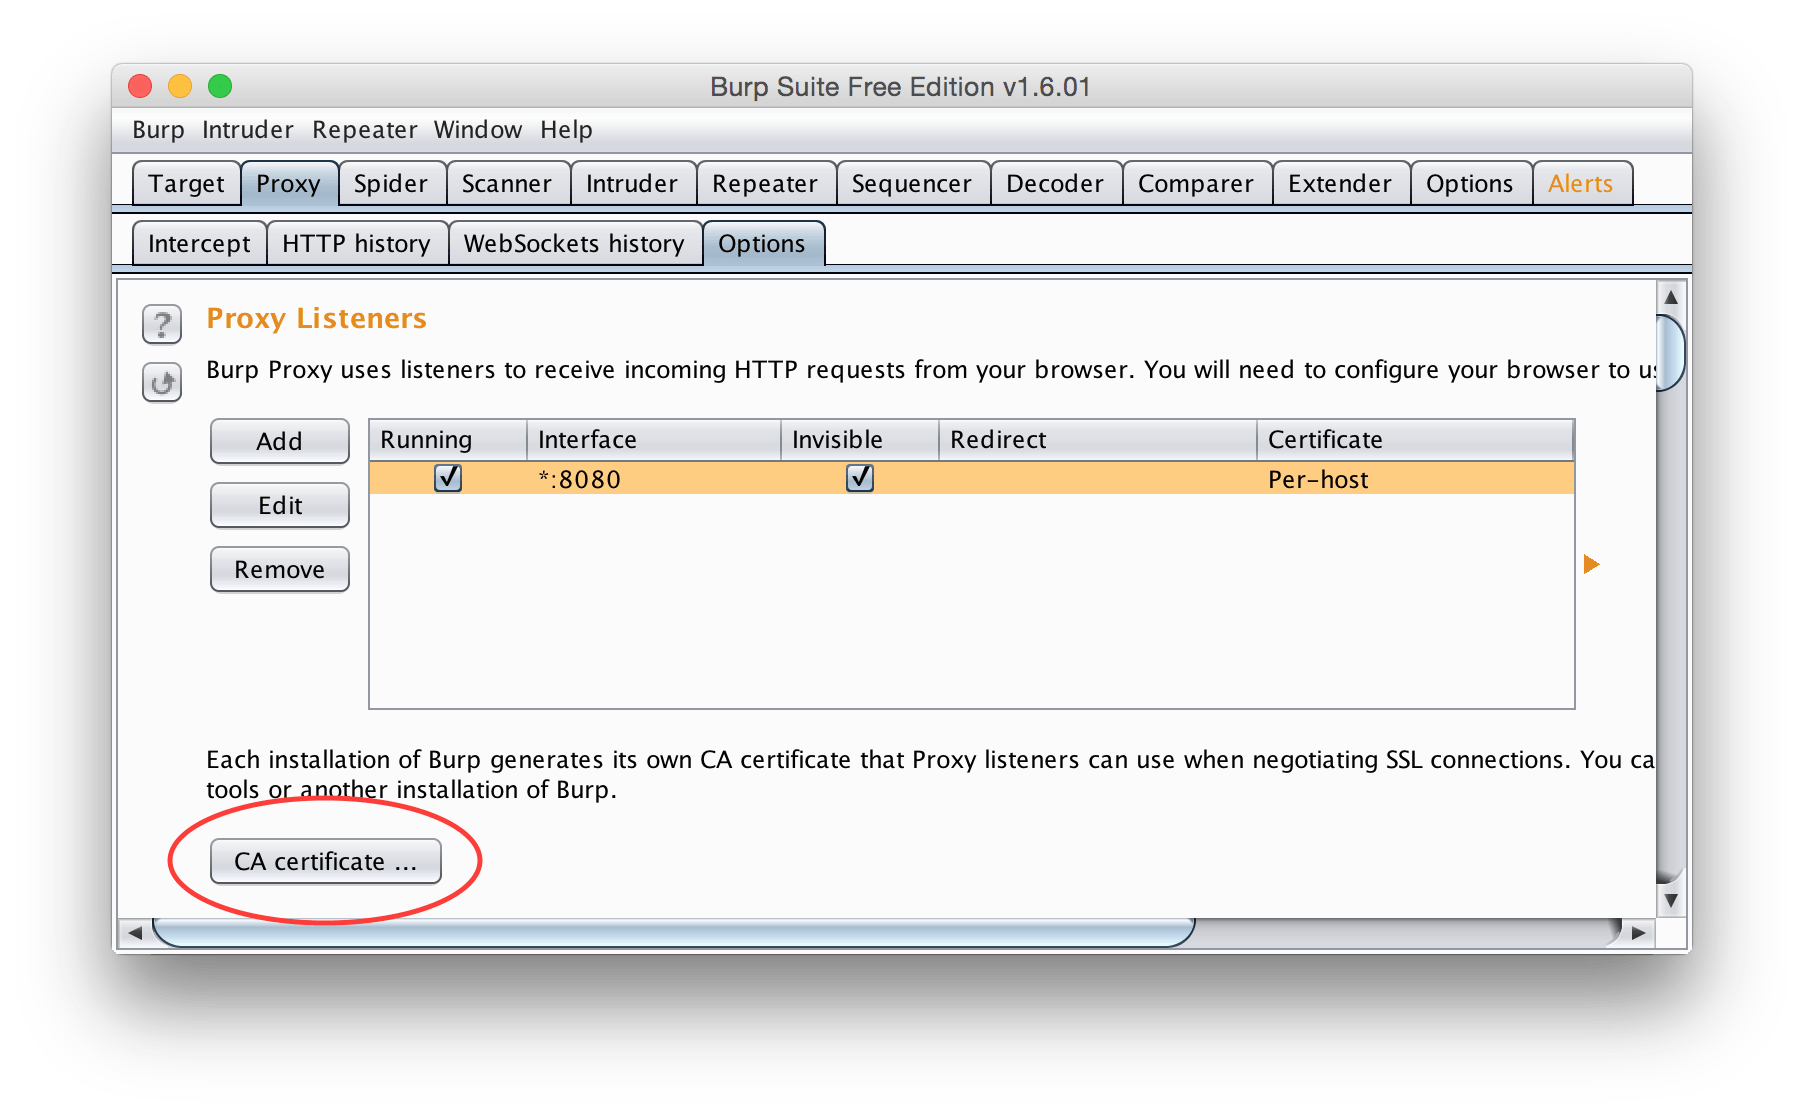 Burp Suite Free Edition v1.6.01
Burp Intruder Repeater Window Help
Target Proxy Spider Scanner Intruder Repeater Sequencer Decoder Comparer Extender Options Alerts
Intercept HTTP history WebSockets history Options
? Proxy Listeners
Burp Proxy uses listeners to receive incoming HTTP requests from your browser. You will need to configure your browser to
Add Running Interface Invisible Redirect Certificate
*:8080 Per-host
Edit
Remove
Each installation of Burp generates its own CA certificate that Proxy listeners can use when negotiating SSL connections. You
tools or another installation of Burp.
CA certificate ...